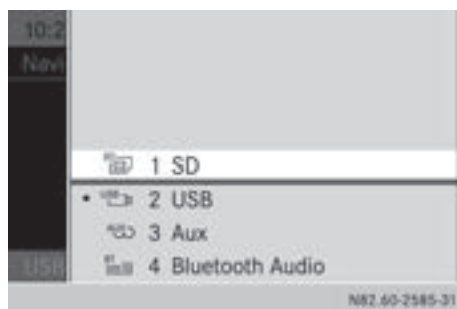 10:2
Navi
1 SD
2 USB
3 Aux
4 Bluetooth Audio
USB
N82.60-2585-31